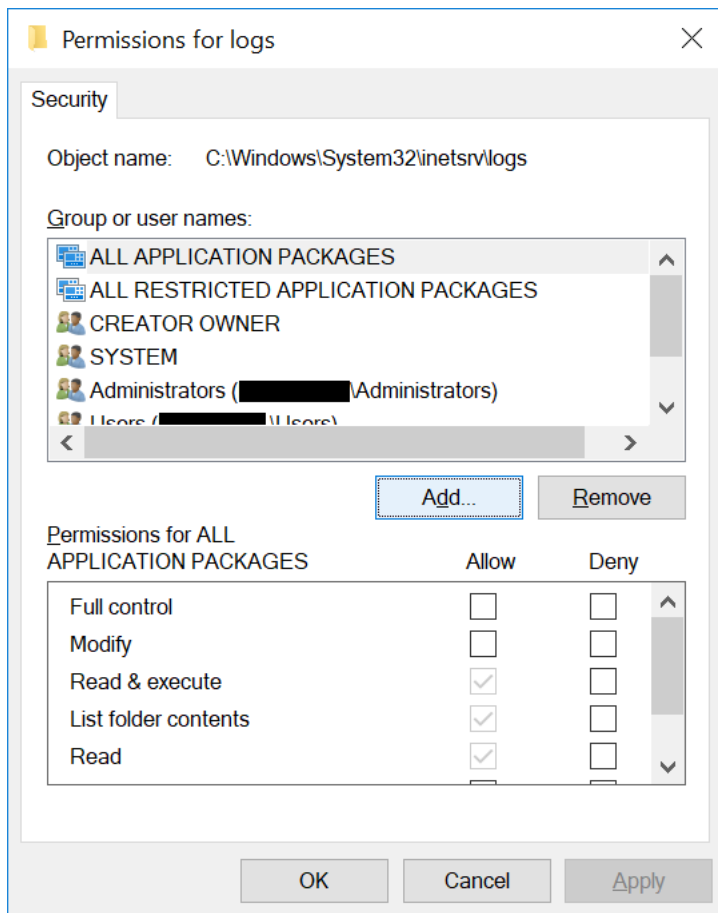 Permissions for logs
Security
Object name: C:\Windows\System32\inetsrv\logs
Group or user names:
ALL APPLICATION PACKAGES
ALL RESTRICTED APPLICATION PACKAGES
CREATOR OWNER
SYSTEM
Administrators ( \Administrators)
Users ( \Users)
Add... Remove
Permissions for ALL
APPLICATION PACKAGES Allow Deny
Full control
Modify
Read & execute
List folder contents
Read
OK Cancel Apply